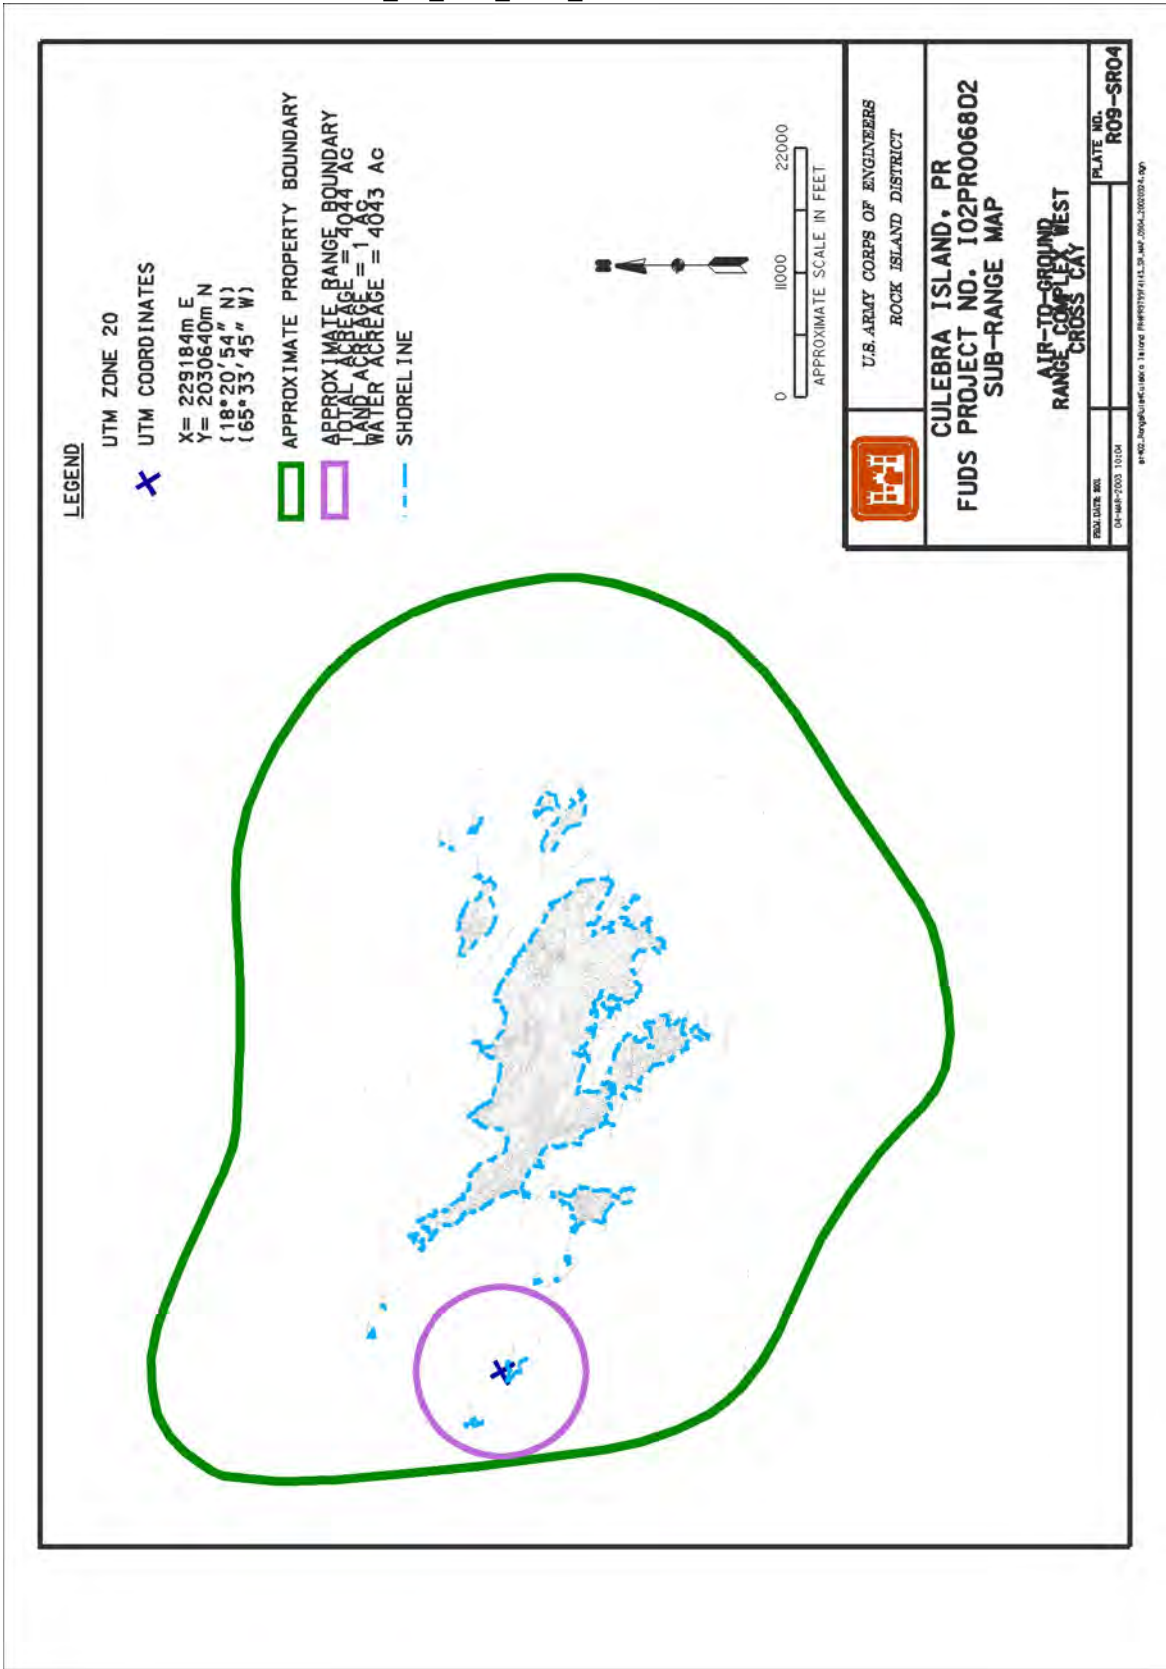 LEGEND
UTM ZONE 20
UTM COORDINATES
X= 229184m E
Y= 2030640m N
(18°20'54" N)
(65°33'45" W)
APPROXIMATE PROPERTY BOUNDARY
APPROXIMATE RANGE BOUNDARY
TOTAL ACREAGE = 4044 AC
LAND ACREAGE = 1 AC
WATER ACREAGE = 4043 AC
SHORELINE
N
0 11000 22000
APPROXIMATE SCALE IN FEET
U.S. ARMY CORPS OF ENGINEERS
ROCK ISLAND DISTRICT
CULEBRA ISLAND, PR
FUDS PROJECT NO. I02PR006802
SUB-RANGE MAP
AIR-TO-GROUND
RANGE COMPLEX WEST
CROSS CAY
04-MAR-2003 10:04
PLATE NO.
R09-SR04